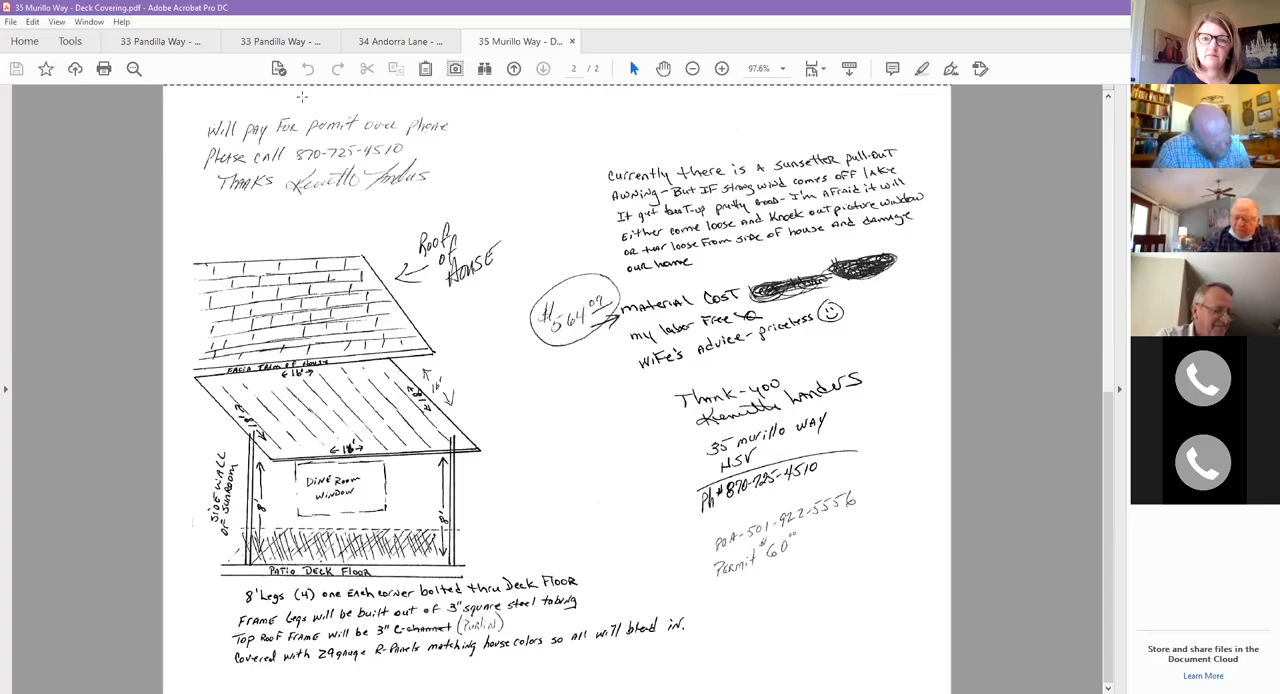 35 Murillo Way - Deck Covering.pdf - Adobe Acrobat Pro DC
File Edit View Window Help
Home Tools 33 Pandilla Way - ... 33 Pandilla Way - ... 34 Andorra Lane - ... 35 Murillo Way - D... ×
2 / 2 97.6%
Will pay for permit over phone
Please call 870-725-4510
THANKS
Roof
of
House
Facia Trim of House
16'
16'
8'
8'
16'
SIDE WALL
OF SUNROOM
8'
Dine Room
Window
8'
PATIO DECK FLOOR
8' Legs (4) one Each corner bolted thru Deck Floor
Frame Legs will be built out of 3" square steel tubing
Top Roof Frame will be 3" C-channel (Purlin)
Covered with 29 gauge R-Panels matching house colors so all will blend in.
Currently there is a sunsetter pull-out
Awning - But IF strong wind comes off lake
It get beat-up pretty good - I'm afraid it will
Either come loose and knock out picture window
or tear loose from side of house and damage
our home
$564.09
material cost
my labor Free
Wife's advice - priceless
Thank-you
Landers
35 murillo way
HSV
Ph# 870-725-4510
POA-501-922-5556
Permit $60.00
Store and share files in the
Document Cloud
Learn More